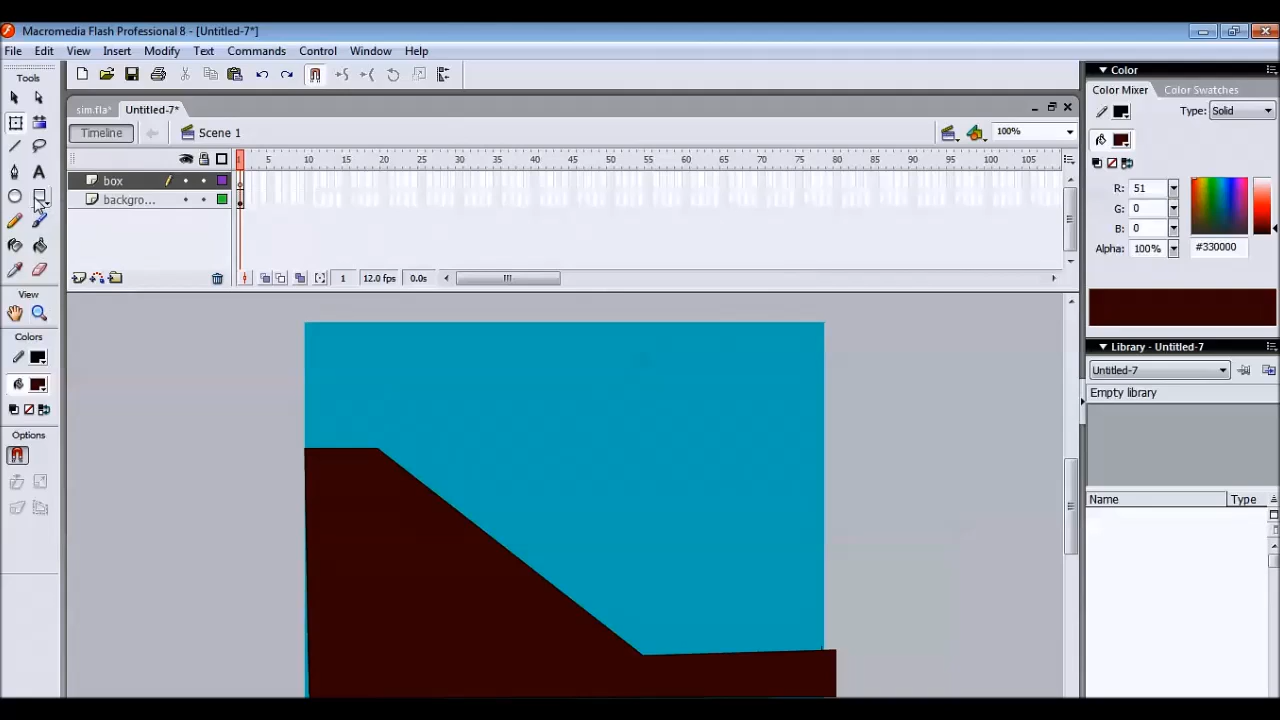 Macromedia Flash Professional 8 - [Untitled-7*]
File Edit View Insert Modify Text Commands Control Window Help
Tools
Color
Color Mixer Color Swatches
Type: Solid
sim.fla* Untitled-7*
Timeline Scene 1 100%
1 5 10 15 20 25 30 35 40 45 50 55 60 65 70 75 80 85 90 95 100 105
box
backgro...
R: 51
G: 0
B: 0
Alpha: 100% #330000
1 12.0 fps 0.0s
View
Colors
Library - Untitled-7
Untitled-7
Empty library
Options
Name Type